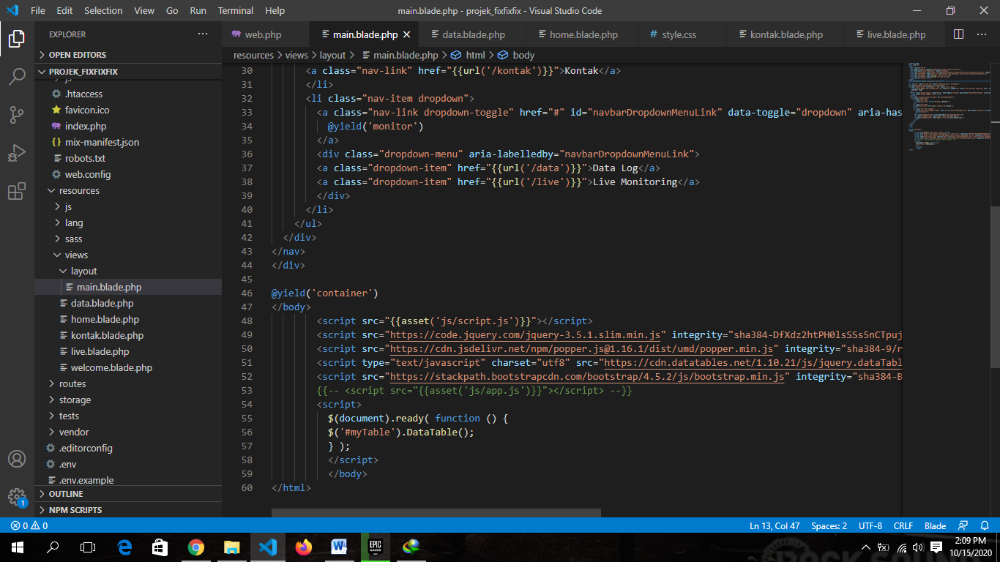 File Edit Selection View Go Run Terminal Help main.blade.php - projek_fixfixfix - Visual Studio Code
EXPLORER ···
OPEN EDITORS
PROJEK_FIXFIXFIX
js
.htaccess
favicon.ico
index.php
mix-manifest.json
robots.txt
web.config
resources
js
lang
sass
views
layout
main.blade.php
data.blade.php
home.blade.php
kontak.blade.php
live.blade.php
welcome.blade.php
routes
storage
tests
vendor
.editorconfig
.env
.env.example
OUTLINE
NPM SCRIPTS
1
web.php main.blade.php data.blade.php home.blade.php # style.css kontak.blade.php live.blade.php ···
resources > views > layout > main.blade.php > html > body
30 <a class="nav-link" href="{{url('/kontak')}}">Kontak</a>
31 </li>
32 <li class="nav-item dropdown">
33 <a class="nav-link dropdown-toggle" href="#" id="navbarDropdownMenuLink" data-toggle="dropdown" aria-has
34 @yield('monitor')
35 </a>
36 <div class="dropdown-menu" aria-labelledby="navbarDropdownMenuLink">
37 <a class="dropdown-item" href="{{url('/data')}}">Data Log</a>
38 <a class="dropdown-item" href="{{url('/live')}}">Live Monitoring</a>
39 </div>
40 </li>
41 </ul>
42 </div>
43 </nav>
44 </div>
45
46 @yield('container')
47 </body>
48 <script src="{{asset('js/script.js')}}"></script>
49 <script src="https://code.jquery.com/jquery-3.5.1.slim.min.js" integrity="sha384-DfXdz2htPH0lsSSs5nCTpuj
50 <script src="https://cdn.jsdelivr.net/npm/popper.js@1.16.1/dist/umd/popper.min.js" integrity="sha384-9/r
51 <script type="text/javascript" charset="utf8" src="https://cdn.datatables.net/1.10.21/js/jquery.dataTabl
52 <script src="https://stackpath.bootstrapcdn.com/bootstrap/4.5.2/js/bootstrap.min.js" integrity="sha384-B
53 {{-- <script src="{{asset('js/app.js')}}"></script> --}}
54 <script>
55 $(document).ready( function () {
56 $('#myTable').DataTable();
57 } );
58 </script>
59 </body>
60 </html>
0 0 Ln 13, Col 47 Spaces: 2 UTF-8 CRLF Blade
EPIC GAMES
2:09 PM
10/15/2020